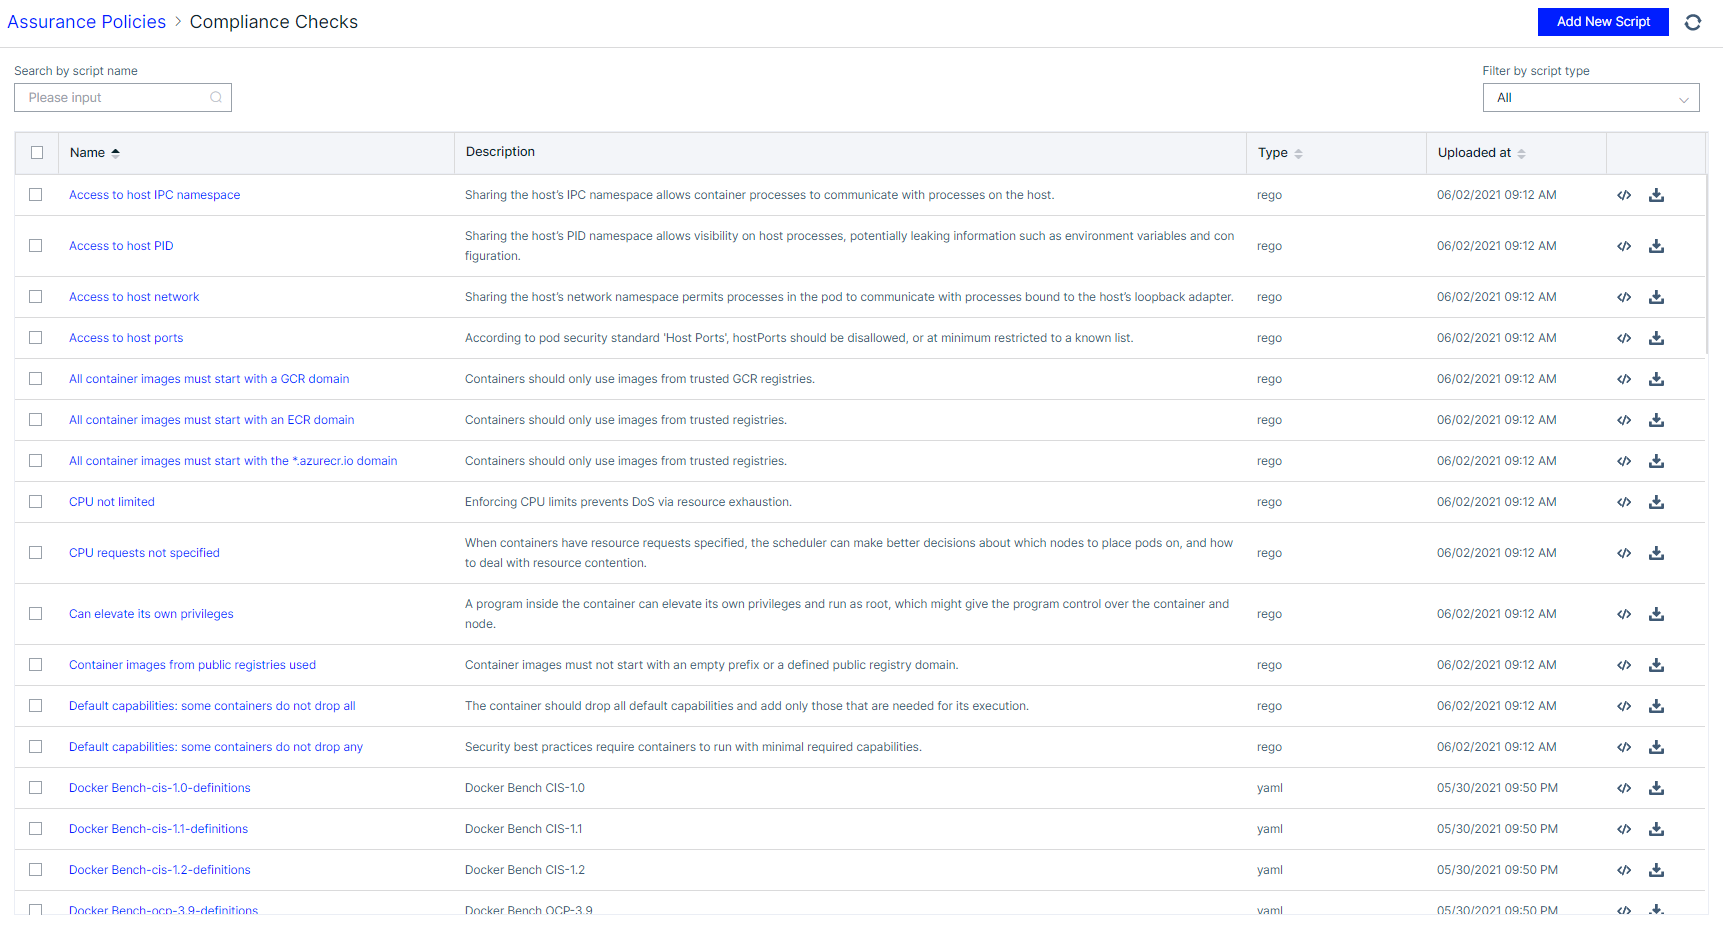 Assurance Policies > Compliance Checks
Add New Script
Search by script name
Filter by script type
Please input
All
Name
Description
Type
Uploaded at
Access to host IPC namespace
Sharing the host's IPC namespace allows container processes to communicate with processes on the host.
rego
06/02/2021 09:12 AM
Access to host PID
Sharing the host's PID namespace allows visibility on host processes, potentially leaking information such as environment variables and con
figuration.
rego
06/02/2021 09:12 AM
Access to host network
Sharing the host's network namespace permits processes in the pod to communicate with processes bound to the host's loopback adapter.
rego
06/02/2021 09:12 AM
Access to host ports
According to pod security standard 'Host Ports', hostPorts should be disallowed, or at minimum restricted to a known list.
rego
06/02/2021 09:12 AM
All container images must start with a GCR domain
Containers should only use images from trusted GCR registries.
rego
06/02/2021 09:12 AM
All container images must start with an ECR domain
Containers should only use images from trusted registries.
rego
06/02/2021 09:12 AM
All container images must start with the *.azurecr.io domain
Containers should only use images from trusted registries.
rego
06/02/2021 09:12 AM
CPU not limited
Enforcing CPU limits prevents DoS via resource exhaustion.
rego
06/02/2021 09:12 AM
CPU requests not specified
When containers have resource requests specified, the scheduler can make better decisions about which nodes to place pods on, and how
to deal with resource contention.
rego
06/02/2021 09:12 AM
Can elevate its own privileges
A program inside the container can elevate its own privileges and run as root, which might give the program control over the container and
node.
rego
06/02/2021 09:12 AM
Container images from public registries used
Container images must not start with an empty prefix or a defined public registry domain.
rego
06/02/2021 09:12 AM
Default capabilities: some containers do not drop all
The container should drop all default capabilities and add only those that are needed for its execution.
rego
06/02/2021 09:12 AM
Default capabilities: some containers do not drop any
Security best practices require containers to run with minimal required capabilities.
rego
06/02/2021 09:12 AM
Docker Bench-cis-1.0-definitions
Docker Bench CIS-1.0
yaml
05/30/2021 09:50 PM
Docker Bench-cis-1.1-definitions
Docker Bench CIS-1.1
yaml
05/30/2021 09:50 PM
Docker Bench-cis-1.2-definitions
Docker Bench CIS-1.2
yaml
05/30/2021 09:50 PM
Docker Bench-ocp-3.9-definitions
Docker Bench OCP-3.9
yaml
05/30/2021 09:50 PM